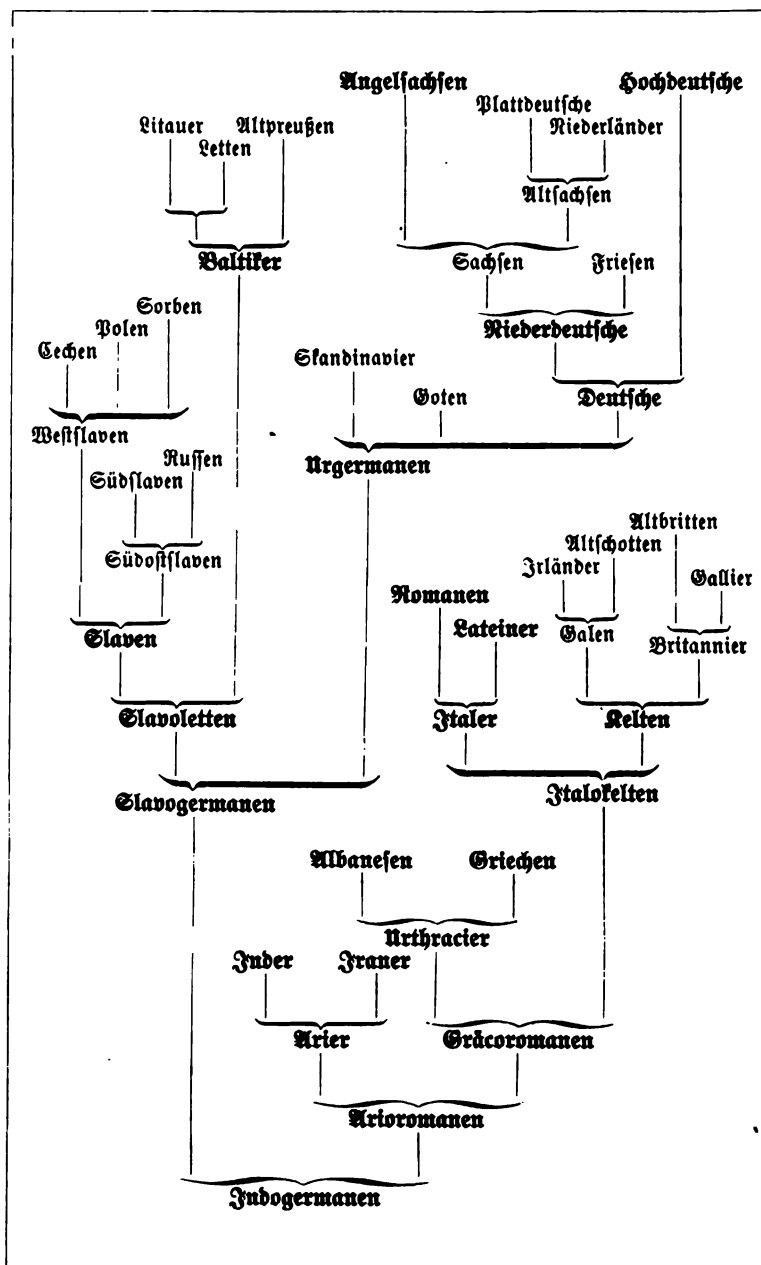 Angelsachsen
Hochdeutsche
Plattdeutsche
Litauer
Altpreußen
Niederländer
Letten
Altsachsen
Baltiker
Sachsen
Friesen
Sorben
Polen
Niederdeutsche
Cechen
Skandinavier
Goten
Deutsche
Westslaven
Urgermanen
Russen
Südslaven
Altbritten
Altschotten
Südostslaven
Irländer
Gallier
Romanen
Lateiner
Galen
Slaven
Britannier
Slavoletten
Italer
Kelten
Slavogermanen
Italokelten
Albanesen
Griechen
Urthracier
Inder
Iraner
Arier
Gräcoromanen
Arioromanen
Indogermanen